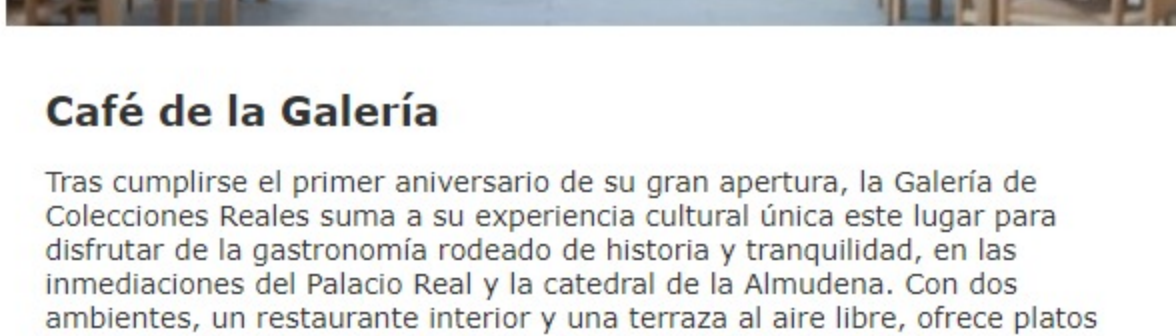 Café de la Galería
Tras cumplirse el primer aniversario de su gran apertura, la Galería de
Colecciones Reales suma a su experiencia cultural única este lugar para
disfrutar de la gastronomía rodeado de historia y tranquilidad, en las
inmediaciones del Palacio Real y la catedral de la Almudena. Con dos
ambientes, un restaurante interior y una terraza al aire libre, ofrece platos